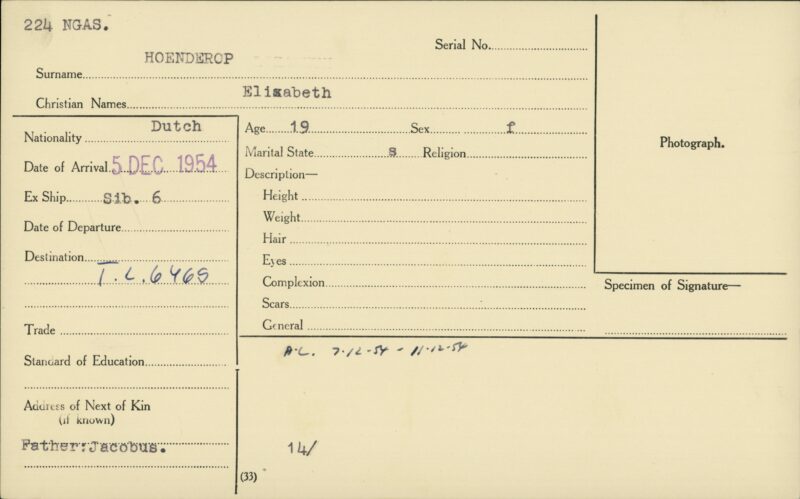 224 NGAS.
Serial No.
Surname HOENDEROP
Christian Names Elisabeth
Nationality Dutch
Date of Arrival 5 DEC 1954
Ex Ship Sib. 6
Date of Departure
Destination
T.L. 6465
Trade
Standard of Education
Address of Next of Kin
(if known)
Father:Jacobus.
Age 19 Sex f
Marital State s Religion
Description—
Height
Weight
Hair
Eyes
Complexion
Scars
General
A.C. 7-12-54 - 11-12-54
14/
(33)
Photograph.
Specimen of Signature—